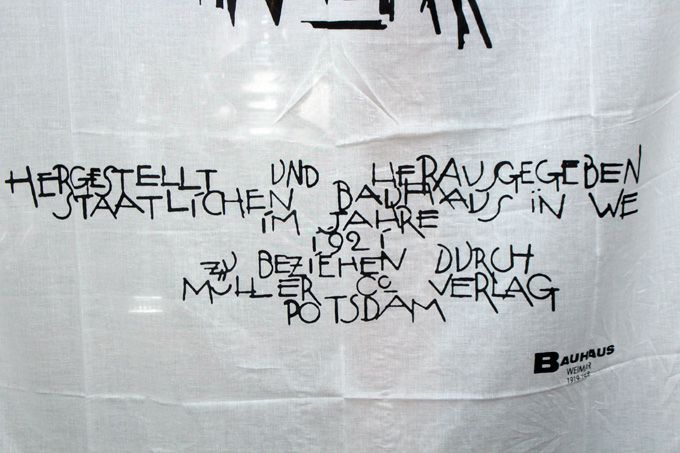 HERGESTELLT UND HERAUSGEGEBEN
STAATLICHEN BAUHAUS IN WE
IM JAHRE
1921
ZU BEZIEHEN DURCH
MÜLLER Co VERLAG
POTSDAM
BAUHAUS
WEIMAR